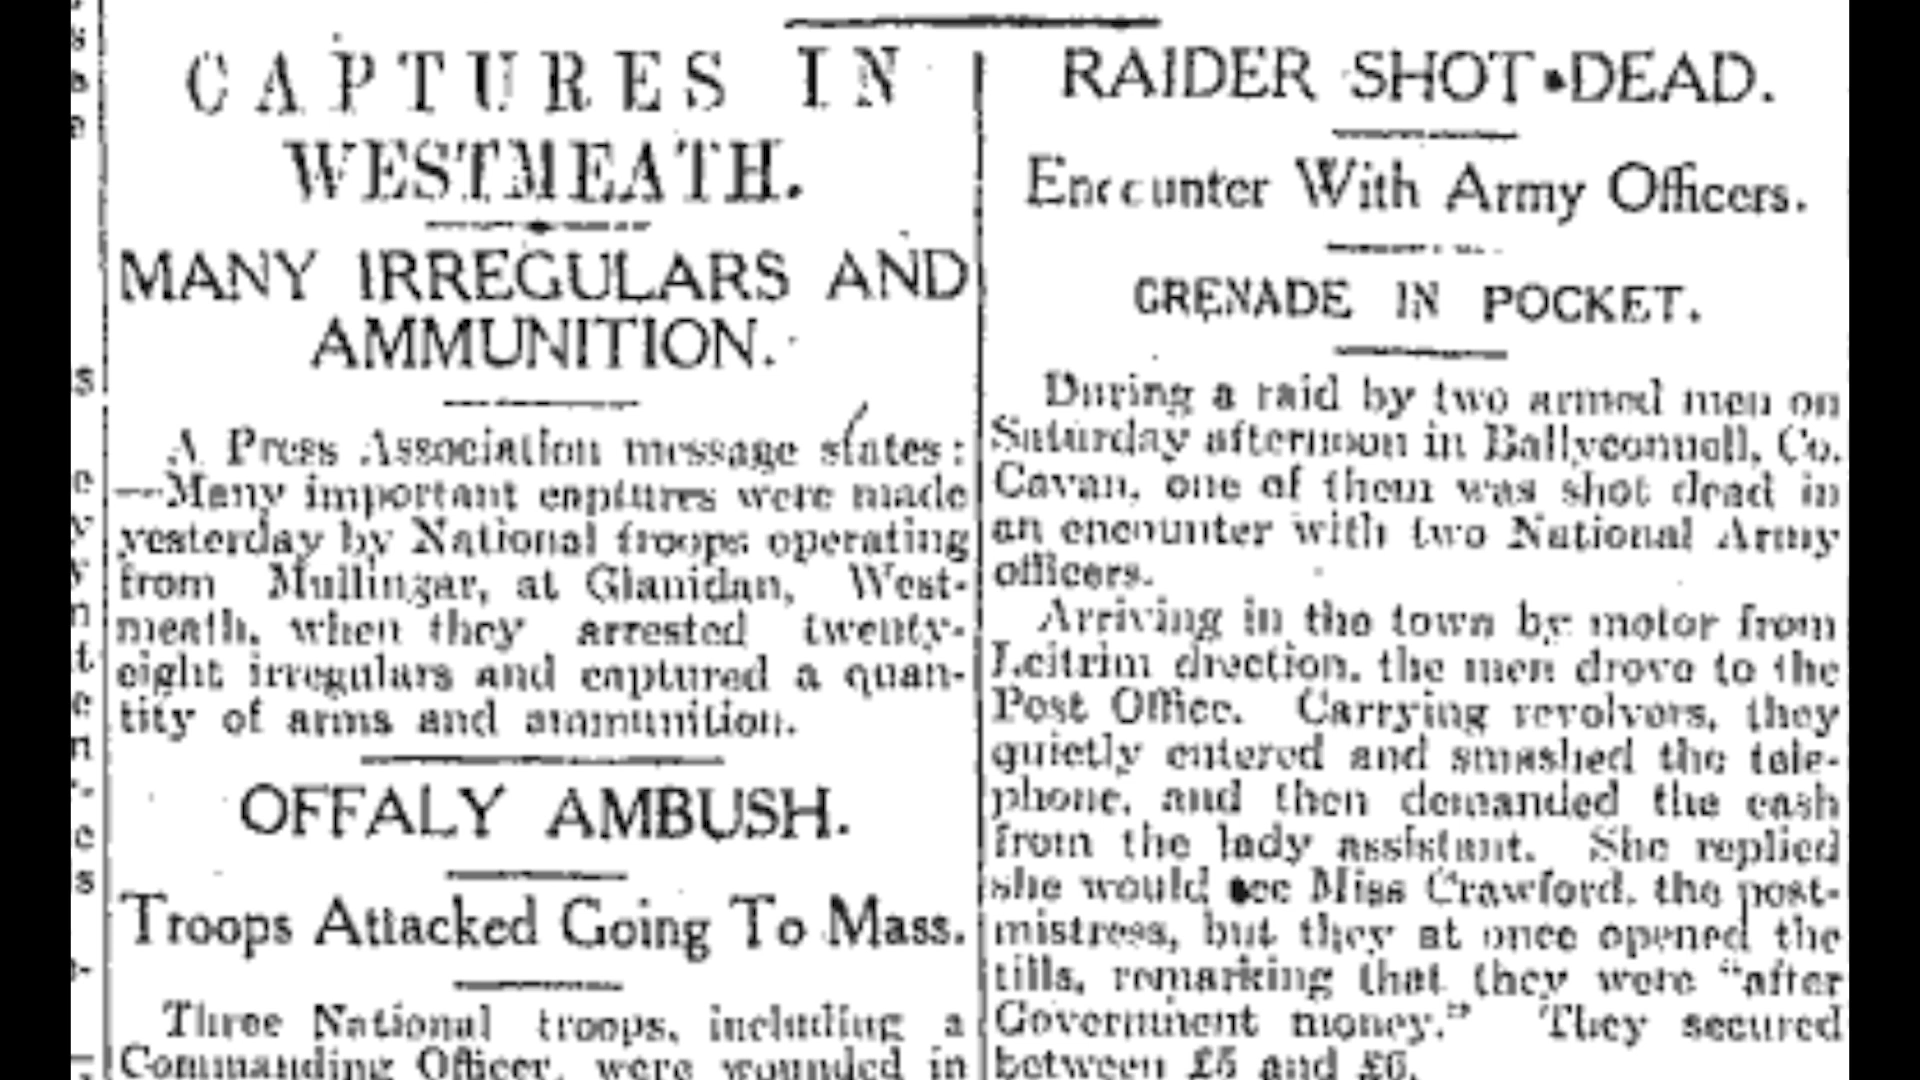 CAPTURES IN
WESTMEATH.
MANY IRREGULARS AND
AMMUNITION.
A Press Association message states:
—Many important captures were made
yesterday by National troops operating
from Mullingar, at Glanidan, West-
meath, when they arrested twenty-
eight irregulars and captured a quan-
tity of arms and ammunition.
OFFALY AMBUSH.
Troops Attacked Going To Mass.
Three National troops, including a
Commanding Officer, were wounded in
RAIDER SHOT DEAD.
Encounter With Army Officers.
GRENADE IN POCKET.
During a raid by two armed men on
Saturday afternoon in Ballyconnell, Co.
Cavan, one of them was shot dead in
an encounter with two National Army
officers.
Arriving in the town by motor from
Leitrim drection, the men drove to the
Post Office. Carrying revolvers, they
quietly entered and smashed the tele-
phone, and then demanded the cash
from the lady assistant. She replied
she would see Miss Crawford, the post-
mistress, but they at once opened the
tills, remarking that they were "after
Government money." They secured
between £5 and £6.